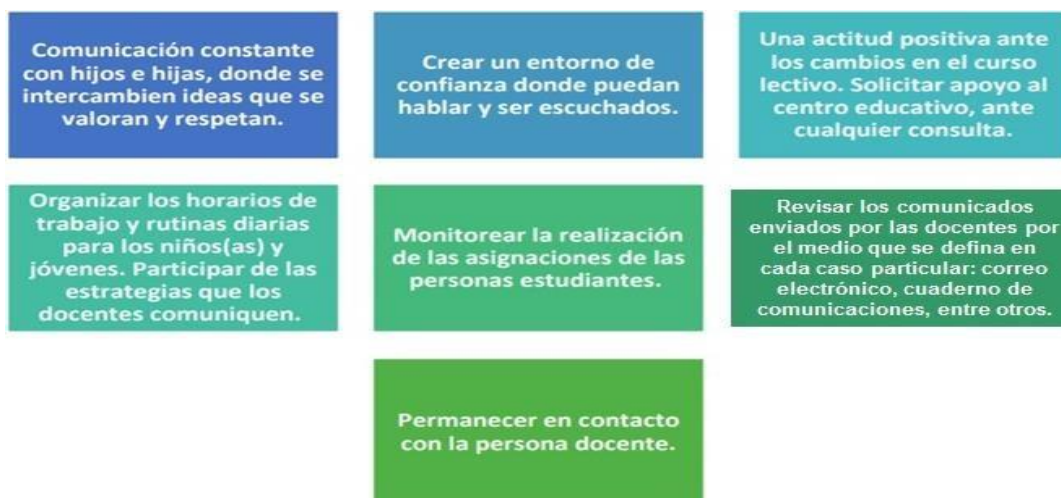 Comunicación constante
con hijos e hijas, donde se
intercambien ideas que se
valoran y respetan.
Crear un entorno de
confianza donde puedan
hablar y ser escuchados.
Una actitud positiva ante
los cambios en el curso
lectivo. Solicitar apoyo al
centro educativo, ante
cualquier consulta.
Organizar los horarios de
trabajo y rutinas diarias
para los niños(as) y
jóvenes. Participar de las
estrategias que los
docentes comuniquen.
Monitorear la realización
de las asignaciones de las
personas estudiantes.
Revisar los comunicados
enviados por las docentes por
el medio que se defina en
cada caso particular: correo
electrónico, cuaderno de
comunicaciones, entre otros.
Permanecer en contacto
con la persona docente.